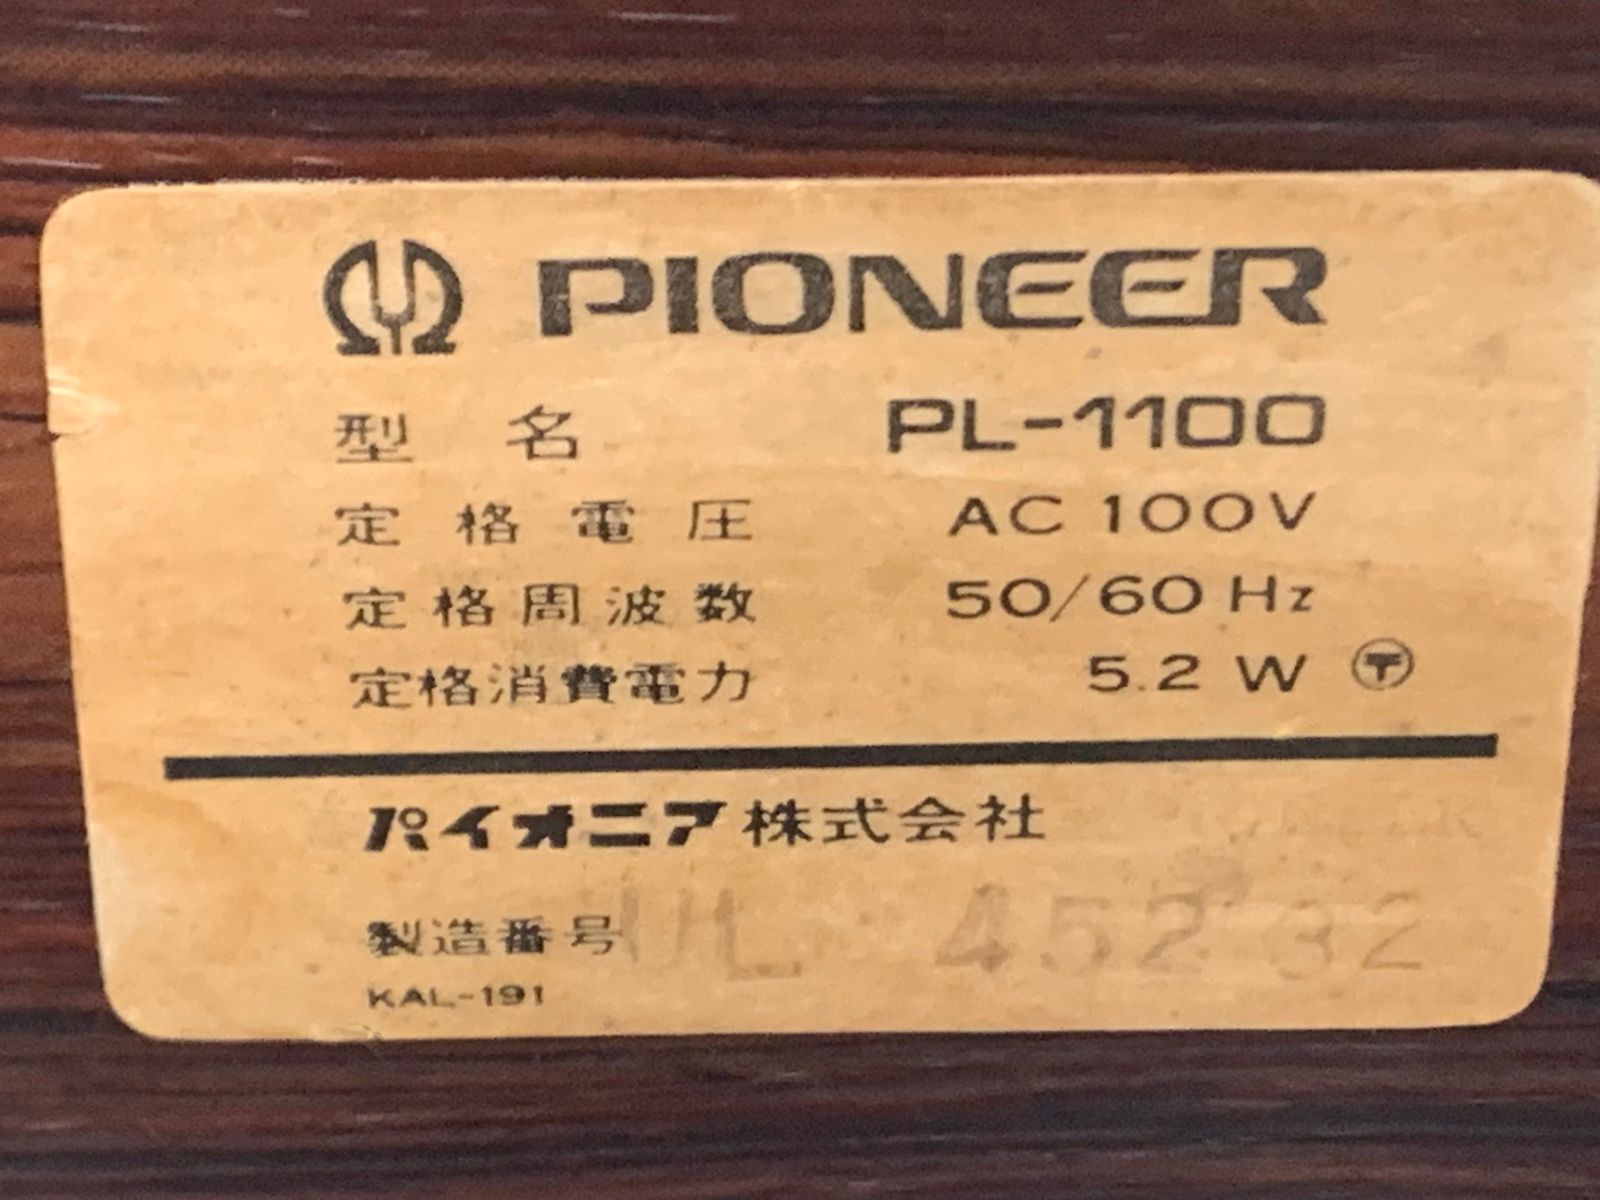 PIONEER
型名 PL-1100
定格電圧 AC 100V
定格周波数 50/60 Hz
定格消費電力 5.2 W 〒
パイオニア株式会社
製造番号 UL 45232
KAL-191